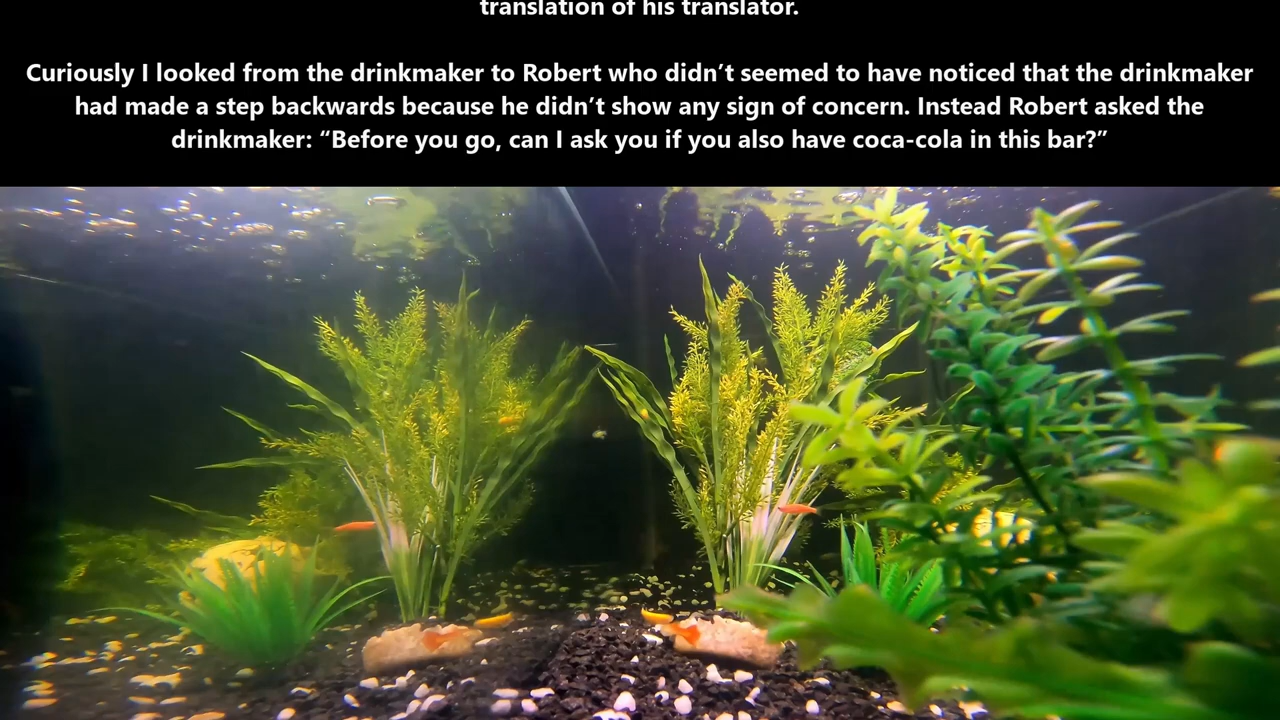 translation of his translator.
Curiously I looked from the drinkmaker to Robert who didn’t seemed to have noticed that the drinkmaker
had made a step backwards because he didn’t show any sign of concern. Instead Robert asked the
drinkmaker: “Before you go, can I ask you if you also have coca-cola in this bar?”